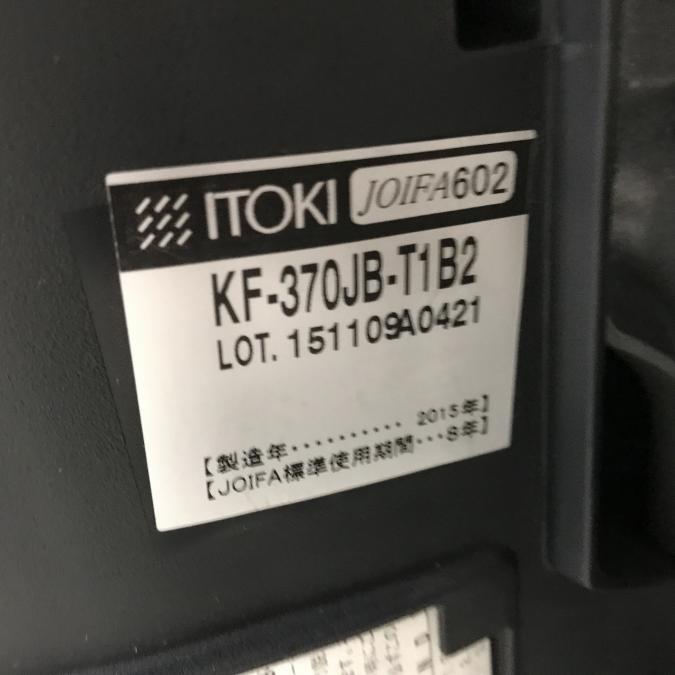 ITOKI JOIFA602
KF-370JB-T1B2
LOT. 151109A0421
【製造年・・・・・・・・・・ 2015年】
【JOIFA標準使用期間・・・8年】